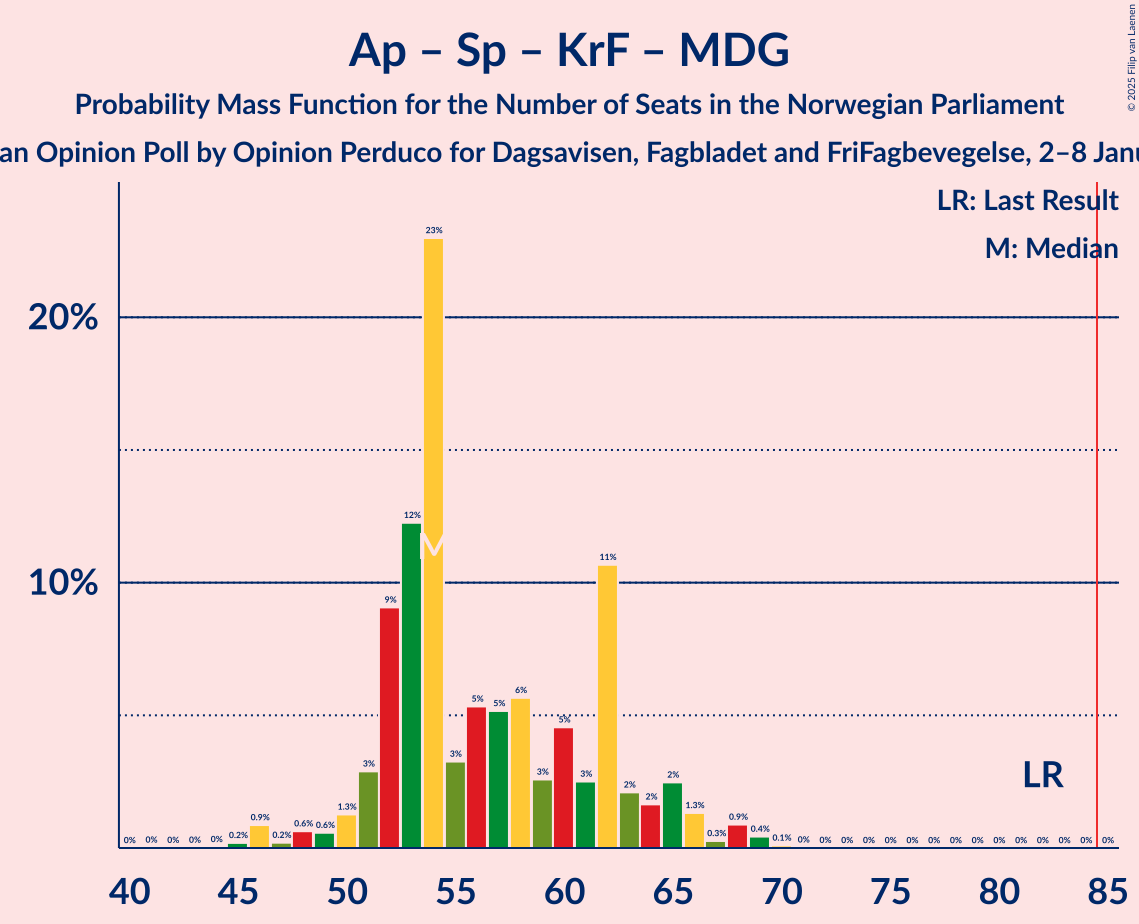 Ap – Sp – KrF – MDG
Probability Mass Function for the Number of Seats in the Norwegian Parliament
an Opinion Poll by Opinion Perduco for Dagsavisen, Fagbladet and FriFagbevegelse, 2–8 Janu
© 2025 Filip van Laenen
LR: Last Result
M: Median
20%
10%
0% 0% 0% 0% 0% 0.2% 0.9% 0.2% 0.6% 0.6% 1.3% 3% 9% 12% 23% 3% 5% 5% 6% 3% 5% 3% 11% 2% 2% 2% 1.3% 0.3% 0.9% 0.4% 0.1% 0% 0% 0% 0% 0% 0% 0% 0% 0% 0% 0% 0% 0% 0% 0%
M
LR
40 45 50 55 60 65 70 75 80 85